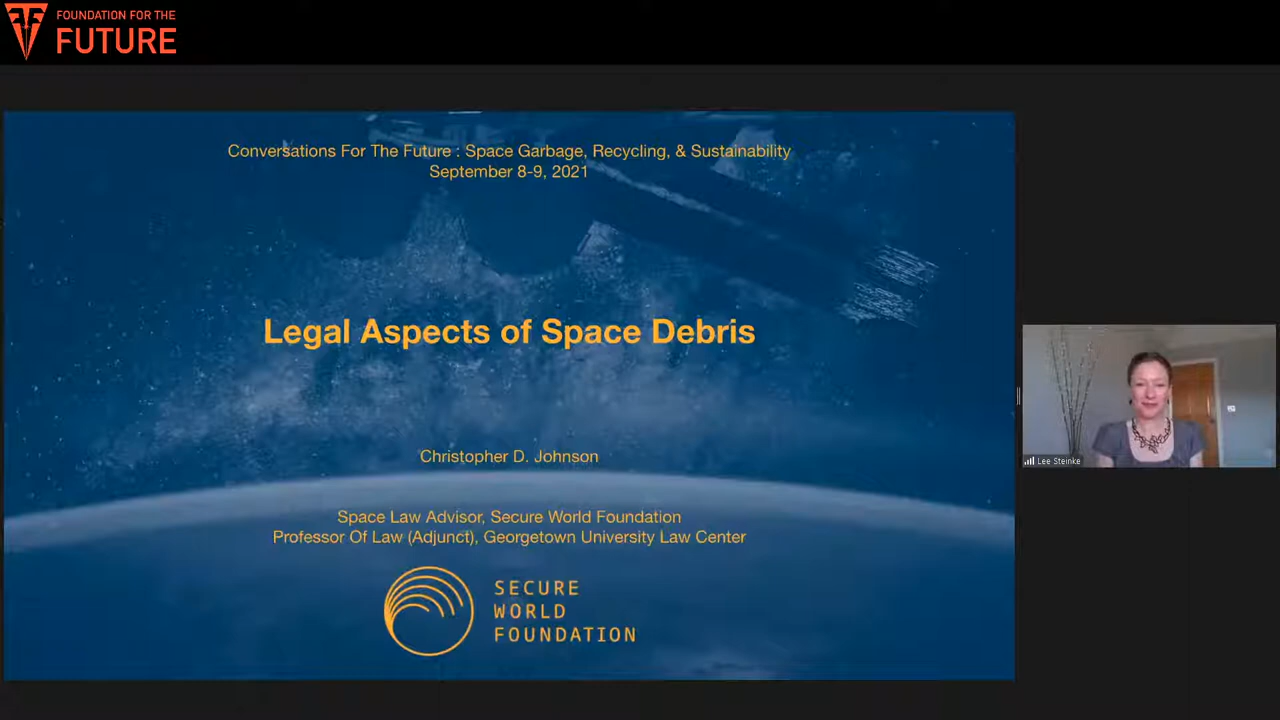 FOUNDATION FOR THE
FUTURE
Conversations For The Future : Space Garbage, Recycling, & Sustainability
September 8-9, 2021
Legal Aspects of Space Debris
Christopher D. Johnson
Space Law Advisor, Secure World Foundation
Professor Of Law (Adjunct), Georgetown University Law Center
SECURE
WORLD
FOUNDATION
Lee Steinke